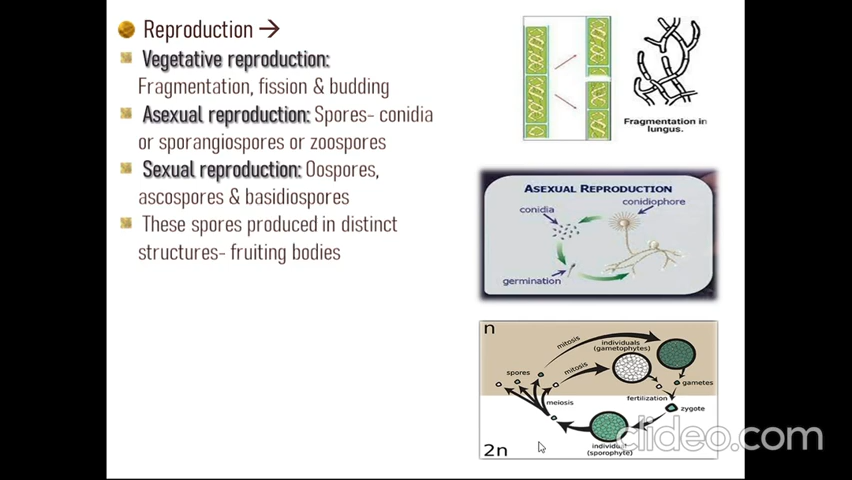 Reproduction →
Vegetative reproduction:
Fragmentation, fission & budding
Asexual reproduction: Spores- conidia
or sporangiospores or zoospores
Sexual reproduction: Oospores,
ascospores & basidiospores
These spores produced in distinct
structures- fruiting bodies
Fragmentation in
lungus.
ASEXUAL REPRODUCTION
conidiophore
conidia
germination
n
mitosis
individuals
(gametophytes)
spores
mitosis
gametes
fertilization
meiosis
zygote
2n
individual
(sporophyte)
clideo.com